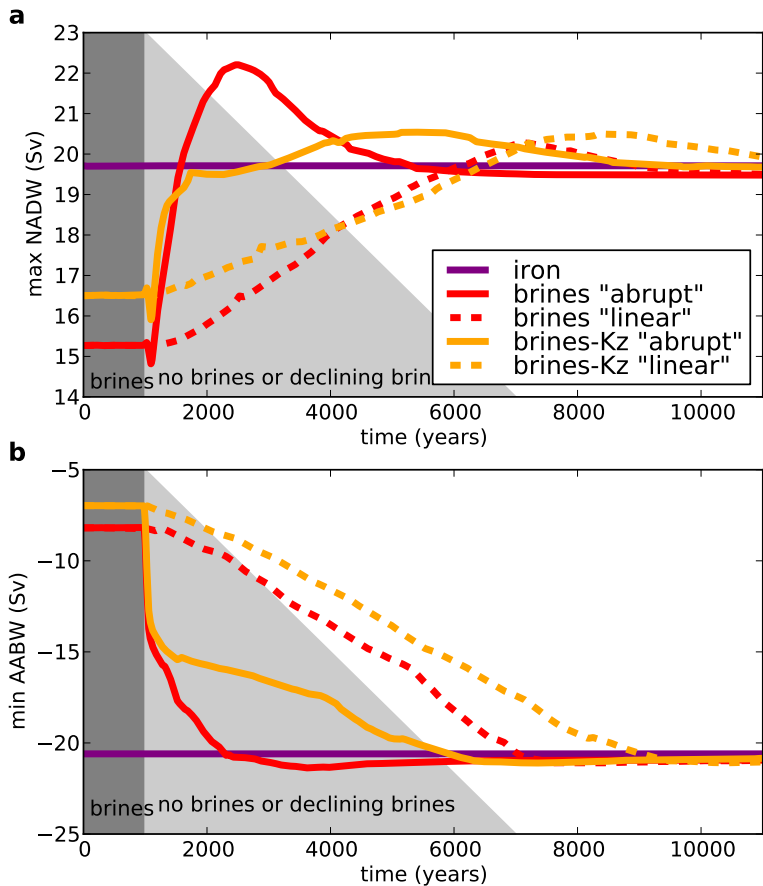 a
23
22
21
20
19
18
17
16
15
14
max NADW (Sv)
iron
brines "abrupt"
brines "linear"
brines-Kz "abrupt"
brines-Kz "linear"
brines
no brines or declining brin
0 2000 4000 6000 8000 10000
time (years)
b
−5
−10
−15
−20
−25
min AABW (Sv)
brines
no brines or declining brines
0 2000 4000 6000 8000 10000
time (years)